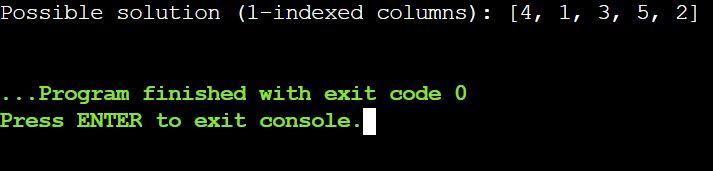 Possible solution (1-indexed columns): [4, 1, 3, 5, 2]
...Program finished with exit code 0
Press ENTER to exit console.